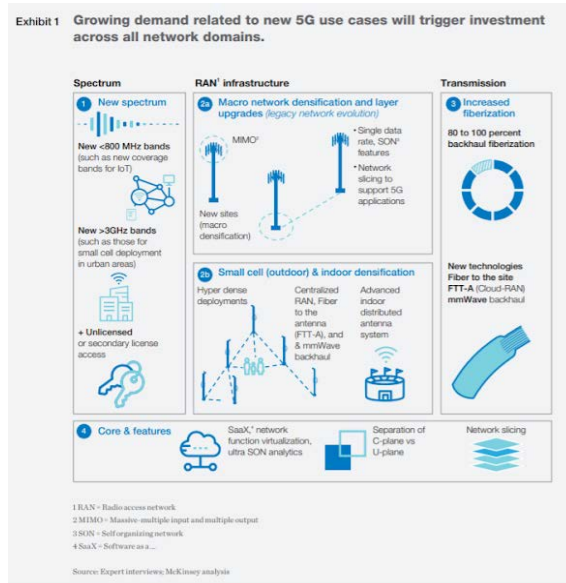 Exhibit 1 Growing demand related to new 5G use cases will trigger investment
across all network domains.
Spectrum
1 New spectrum
New <800 MHz bands
(such as new coverage
bands for IoT)
New >3GHz bands
(such as those for
small cell deployment
in urban areas)
+ Unlicensed
or secondary license
access
RAN¹ infrastructure
2a Macro network densification and layer
upgrades (legacy network evolution)
MIMO²
New sites
(macro
densification)
• Single data
rate, SON³
features
• Network
slicing to
support 5G
applications
2b Small cell (outdoor) & indoor densification
Hyper dense
deployments
Centralized
RAN, Fiber
to the
antenna
(FTT-A), and
& mmWave
backhaul
Advanced
indoor
distributed
antenna
system
Transmission
3 Increased
fiberization
80 to 100 percent
backhaul fiberization
New technologies
Fiber to the site
FTT-A (Cloud-RAN)
mmWave backhaul
4 Core & features
SaaX,⁴ network
function virtualization,
ultra SON analytics
Separation of
C-plane vs
U-plane
Network slicing
1 RAN = Radio access network
2 MIMO = Massive-multiple input and multiple output
3 SON = Self organizing network
4 SaaX = Software as a ...
Source: Expert interviews; McKinsey analysis